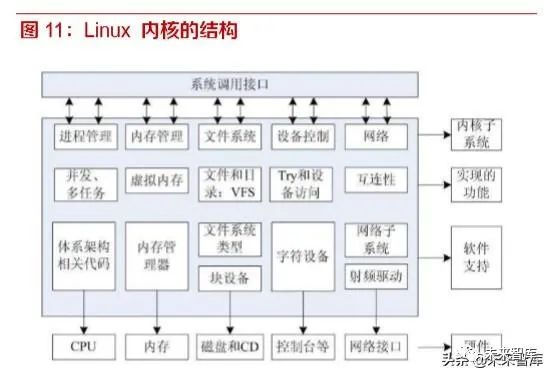 图 11：Linux 内核的结构
系统调用接口
进程管理 内存管理 文件系统 设备控制 网络 内核子
系统
并发、
多任务 虚拟内存 文件和目
录：VFS Try和设
备访问 互连性 实现的
功能
体系架构
相关代码 内存管
理器 文件系统
类型 字符设备 网络子
系统 软件
支持
块设备 射频驱动
CPU 内存 磁盘和CD 控制台等 网络接口 硬件
头条 @未来智库
未来智库